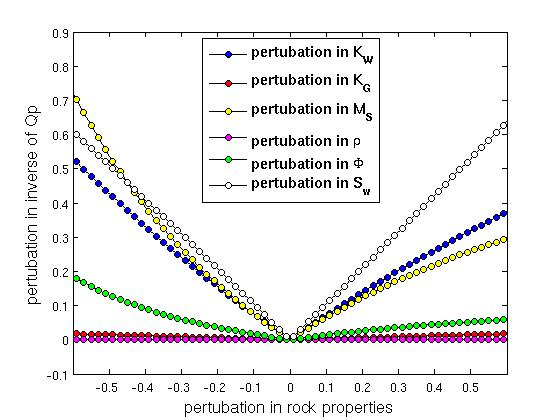 0.9
0.8
0.7
0.6
0.5
0.4
0.3
0.2
0.1
0
-0.1
pertubation in inverse of Qp
pertubation in K_W
pertubation in K_G
pertubation in M_S
pertubation in ρ
pertubation in Φ
pertubation in S_w
-0.5 -0.4 -0.3 -0.2 -0.1 0 0.1 0.2 0.3 0.4 0.5
pertubation in rock properties